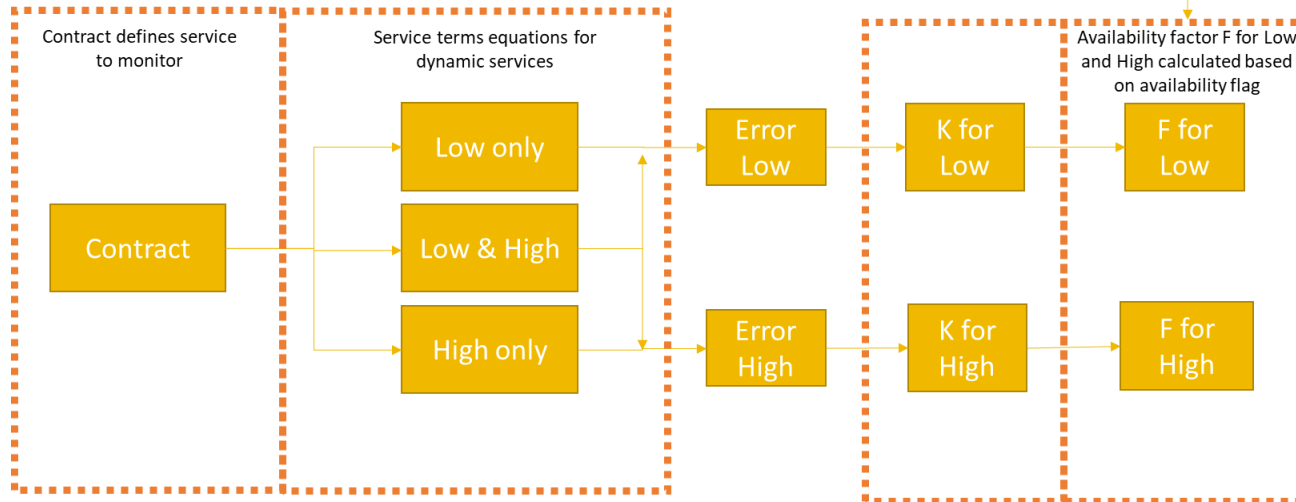 Contract defines service
to monitor
Service terms equations for
dynamic services
Availability factor F for Low
and High calculated based
on availability flag
Low only
Error
Low
K for
Low
F for
Low
Contract
Low & High
High only
Error
High
K for
High
F for
High